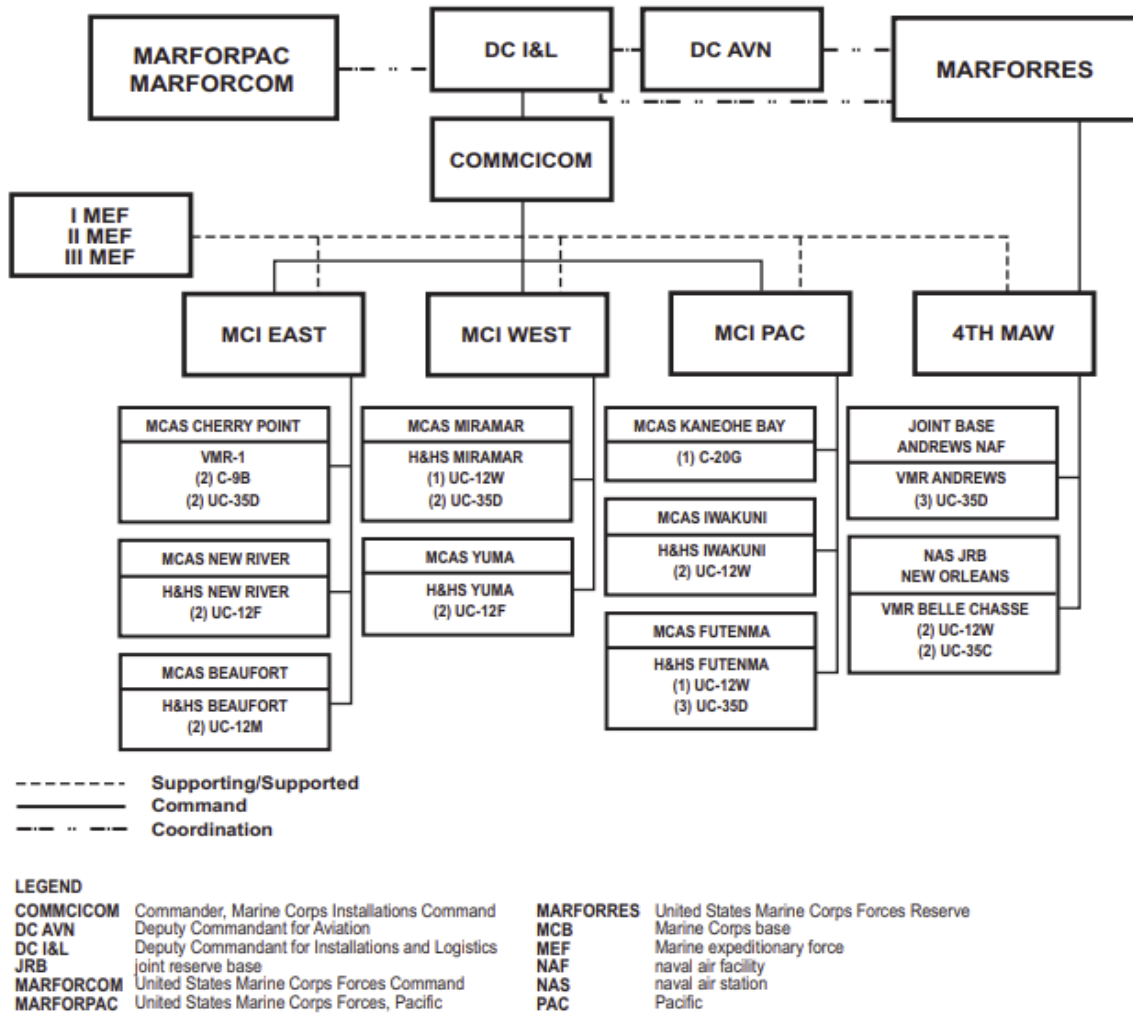 MARFORPAC
MARFORCOM
DC I&L
DC AVN
MARFORRES
COMMCICOM
I MEF
II MEF
III MEF
MCI EAST
MCI WEST
MCI PAC
4TH MAW
MCAS CHERRY POINT
VMR-1
(2) C-9B
(2) UC-35D
MCAS NEW RIVER
H&HS NEW RIVER
(2) UC-12F
MCAS BEAUFORT
H&HS BEAUFORT
(2) UC-12M
MCAS MIRAMAR
H&HS MIRAMAR
(1) UC-12W
(2) UC-35D
MCAS YUMA
H&HS YUMA
(2) UC-12F
MCAS KANEOHE BAY
(1) C-20G
MCAS IWAKUNI
H&HS IWAKUNI
(2) UC-12W
MCAS FUTENMA
H&HS FUTENMA
(1) UC-12W
(3) UC-35D
JOINT BASE
ANDREWS NAF
VMR ANDREWS
(3) UC-35D
NAS JRB
NEW ORLEANS
VMR BELLE CHASSE
(2) UC-12W
(2) UC-35C
Supporting/Supported
Command
Coordination
LEGEND
COMMCICOM Commander, Marine Corps Installations Command
DC AVN Deputy Commandant for Aviation
DC I&L Deputy Commandant for Installations and Logistics
JRB joint reserve base
MARFORCOM United States Marine Corps Forces Command
MARFORPAC United States Marine Corps Forces, Pacific
MARFORRES United States Marine Corps Forces Reserve
MCB Marine Corps base
MEF Marine expeditionary force
NAF naval air facility
NAS naval air station
PAC Pacific